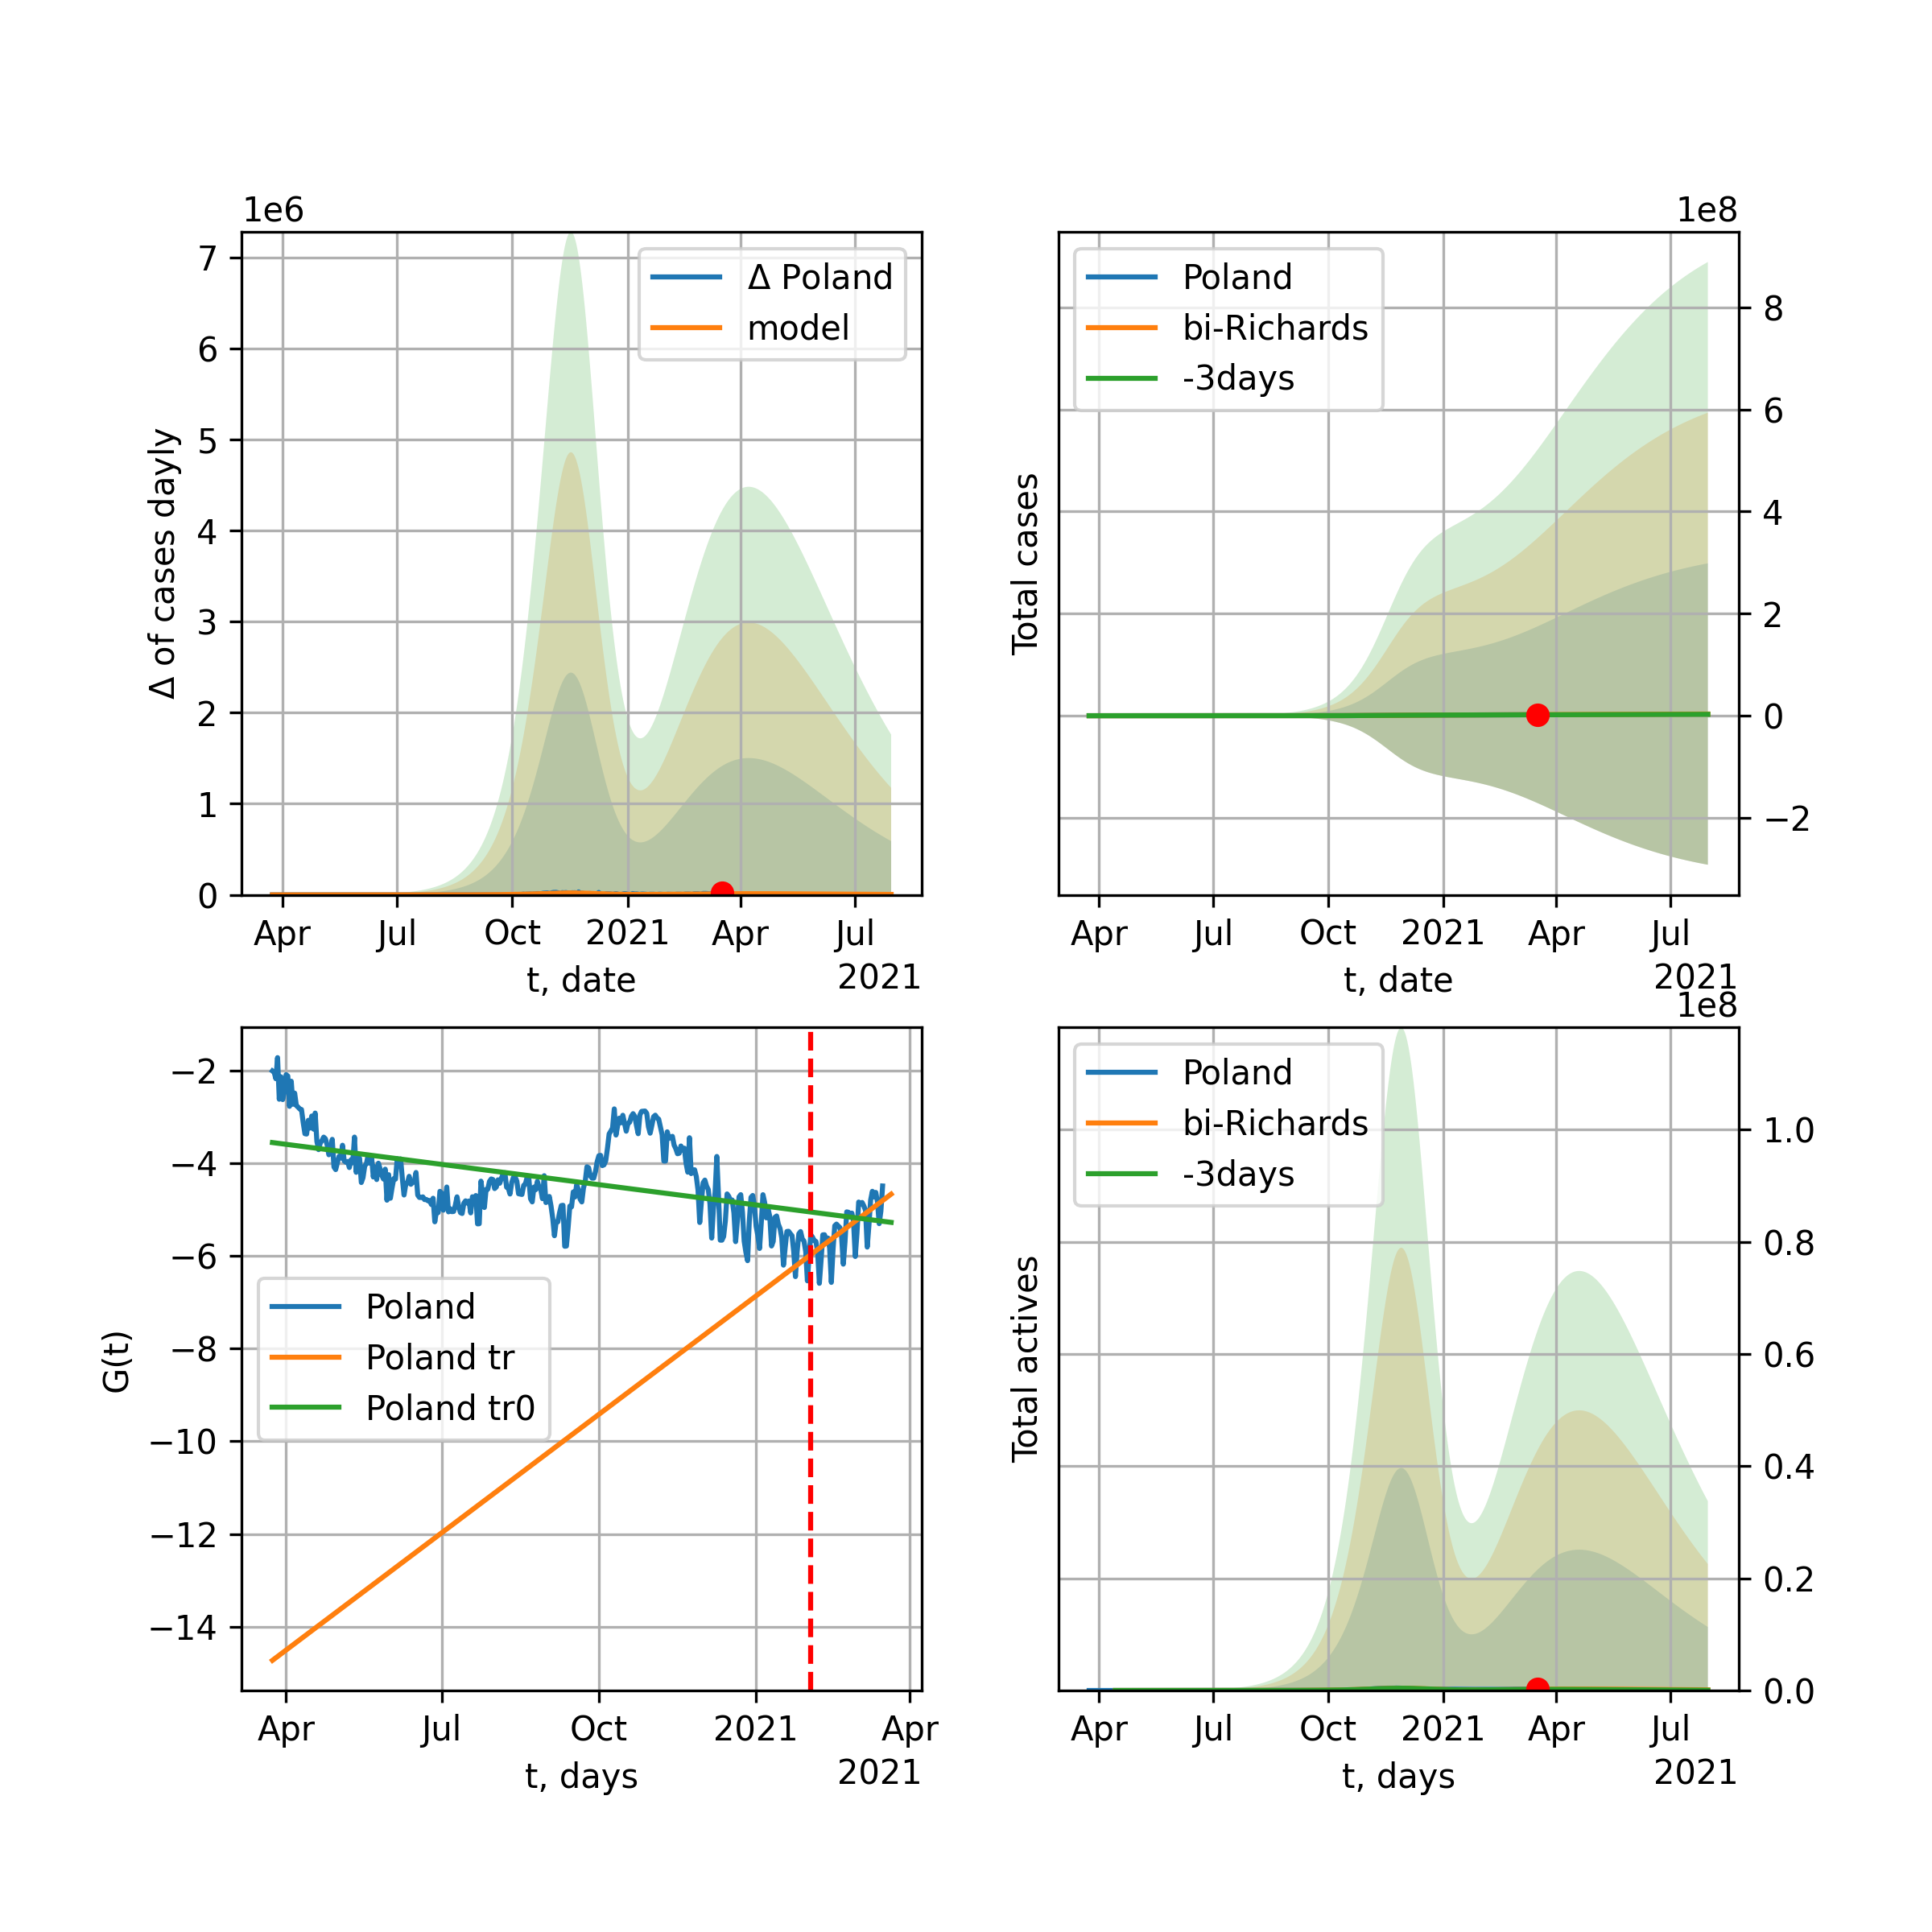 1e6
7
6
5
4
3
2
1
0
Δ of cases dayly
Δ Poland
model
Apr Jul Oct 2021 Apr Jul
t, date
2021
1e8
8
6
4
2
0
−2
Total cases
Poland
bi-Richards
-3days
Apr Jul Oct 2021 Apr Jul
t, date
2021
−2
−4
−6
−8
−10
−12
−14
G(t)
Poland
Poland tr
Poland tr0
Apr Jul Oct 2021 Apr
t, days
2021
1e8
1.0
0.8
0.6
0.4
0.2
0.0
Total actives
Poland
bi-Richards
-3days
Apr Jul Oct 2021 Apr Jul
t, days
2021